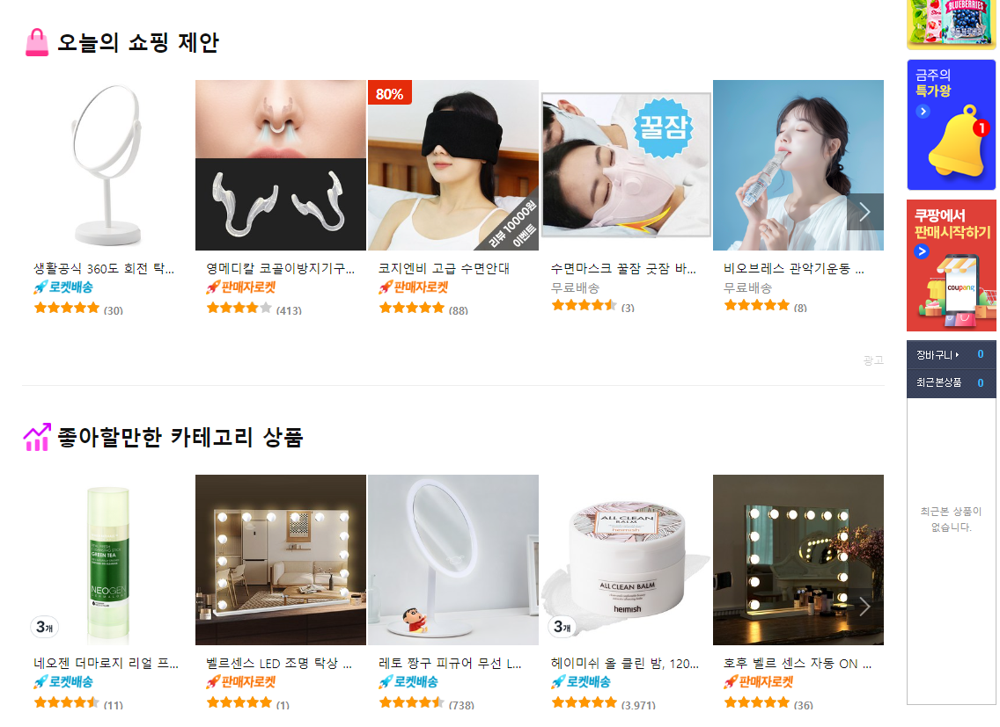 오늘의 쇼핑 제안
80%
리뷰 10000원
이벤트
꿀잠
생활공식 360도 회전 탁...
로켓배송
(30)
영메디칼 코골이방지기구...
판매자로켓
(413)
코지엔비 고급 수면안대
판매자로켓
(88)
수면마스크 꿀잠 굿잠 바...
무료배송
(3)
비오브레스 관악기운동 ...
무료배송
(8)
광고
좋아할만한 카테고리 상품
GREEN TEA
NEOGEN
3개
ALL CLEAN
BALM
heimish
ALL CLEAN BALM
heimish
3개
네오젠 더마로지 리얼 프...
로켓배송
(11)
벨르센스 LED 조명 탁상 ...
판매자로켓
(1)
레토 짱구 피규어 무선 L...
로켓배송
(738)
헤이미쉬 올 클린 밤, 120...
로켓배송
(3,971)
호후 벨르 센스 자동 ON ...
판매자로켓
(36)
BLUEBERRIES
금주의
특가왕
1
쿠팡에서
판매시작하기
coupang
장바구니 0
최근본상품 0
최근본 상품이
없습니다.